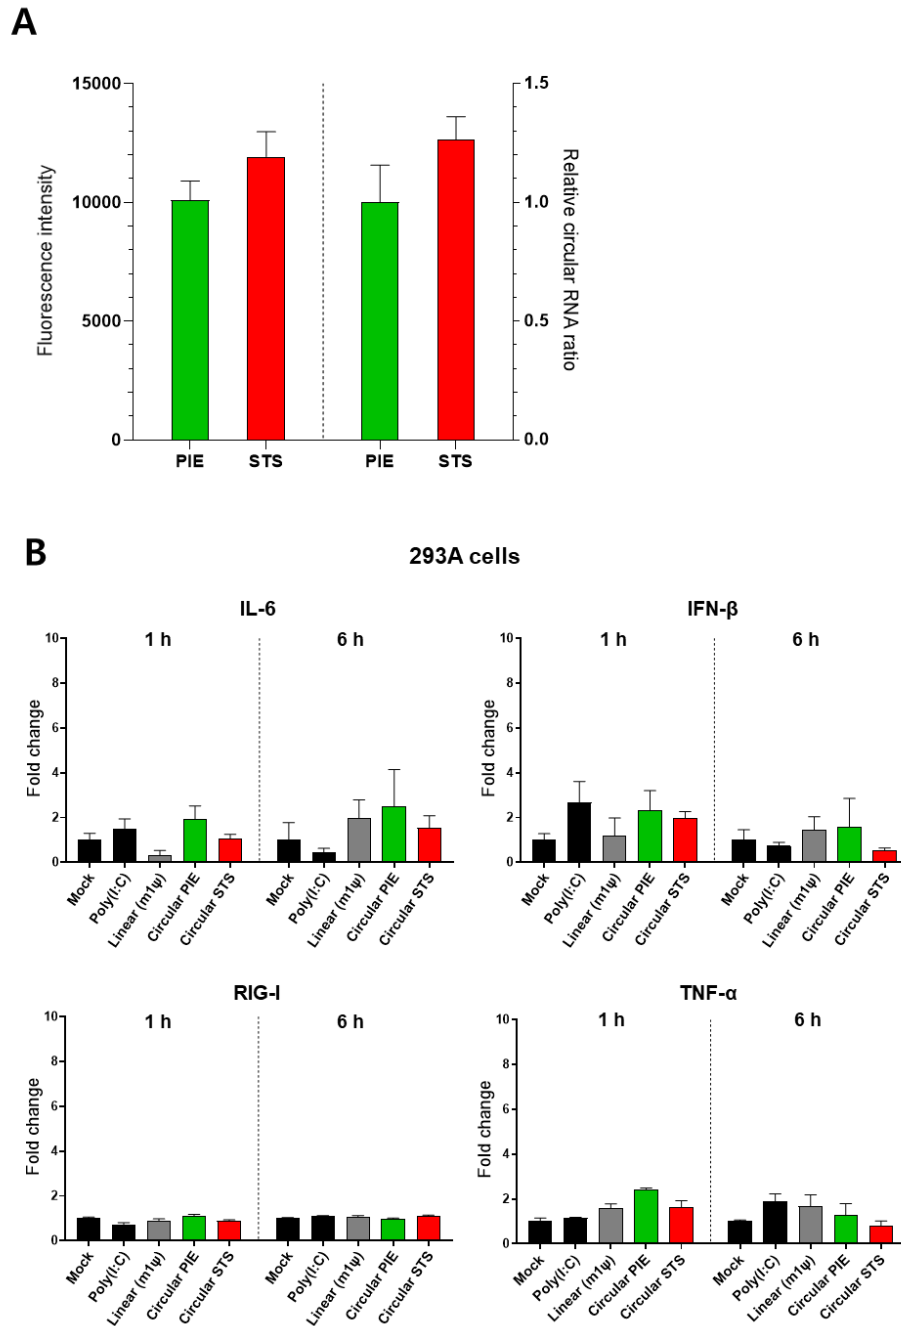 A
Fluorescence intensity
15000
10000
5000
0
PIE
STS
PIE
STS
1.5
1.0
0.5
0.0
Relative circular RNA ratio
B
293A cells
IL-6
1 h
6 h
Fold change
10
8
6
4
2
0
Mock
Poly(I:C)
Linear (m1Ψ)
Circular PIE
Circular STS
Mock
Poly(I:C)
Linear (m1Ψ)
Circular PIE
Circular STS
IFN-β
1 h
6 h
Fold change
10
8
6
4
2
0
Mock
Poly(I:C)
Linear (m1Ψ)
Circular PIE
Circular STS
Mock
Poly(I:C)
Linear (m1Ψ)
Circular PIE
Circular STS
RIG-I
1 h
6 h
Fold change
10
8
6
4
2
0
Mock
Poly(I:C)
Linear (m1Ψ)
Circular PIE
Circular STS
Mock
Poly(I:C)
Linear (m1Ψ)
Circular PIE
Circular STS
TNF-α
1 h
6 h
Fold change
10
8
6
4
2
0
Mock
Poly(I:C)
Linear (m1Ψ)
Circular PIE
Circular STS
Mock
Poly(I:C)
Linear (m1Ψ)
Circular PIE
Circular STS